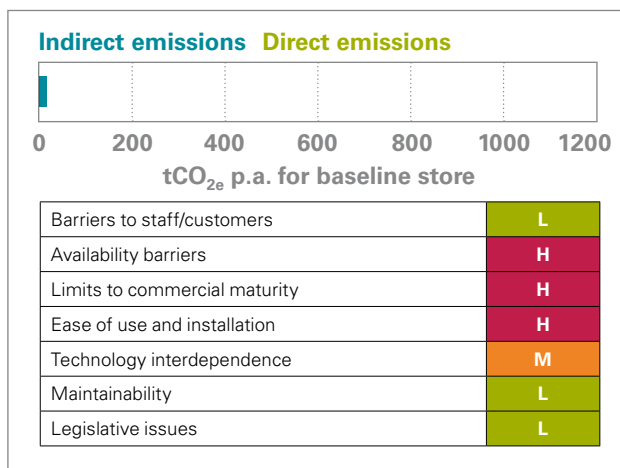 Indirect emissions Direct emissions
0 200 400 600 800 1000 1200
tCO2e p.a. for baseline store
Barriers to staff/customers L
Availability barriers H
Limits to commercial maturity H
Ease of use and installation H
Technology interdependence M
Maintainability L
Legislative issues L